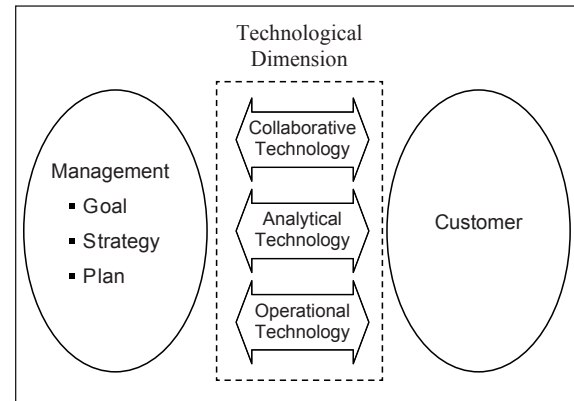 Technological
Dimension
Management
▪ Goal
▪ Strategy
▪ Plan
Collaborative
Technology
Analytical
Technology
Operational
Technology
Customer